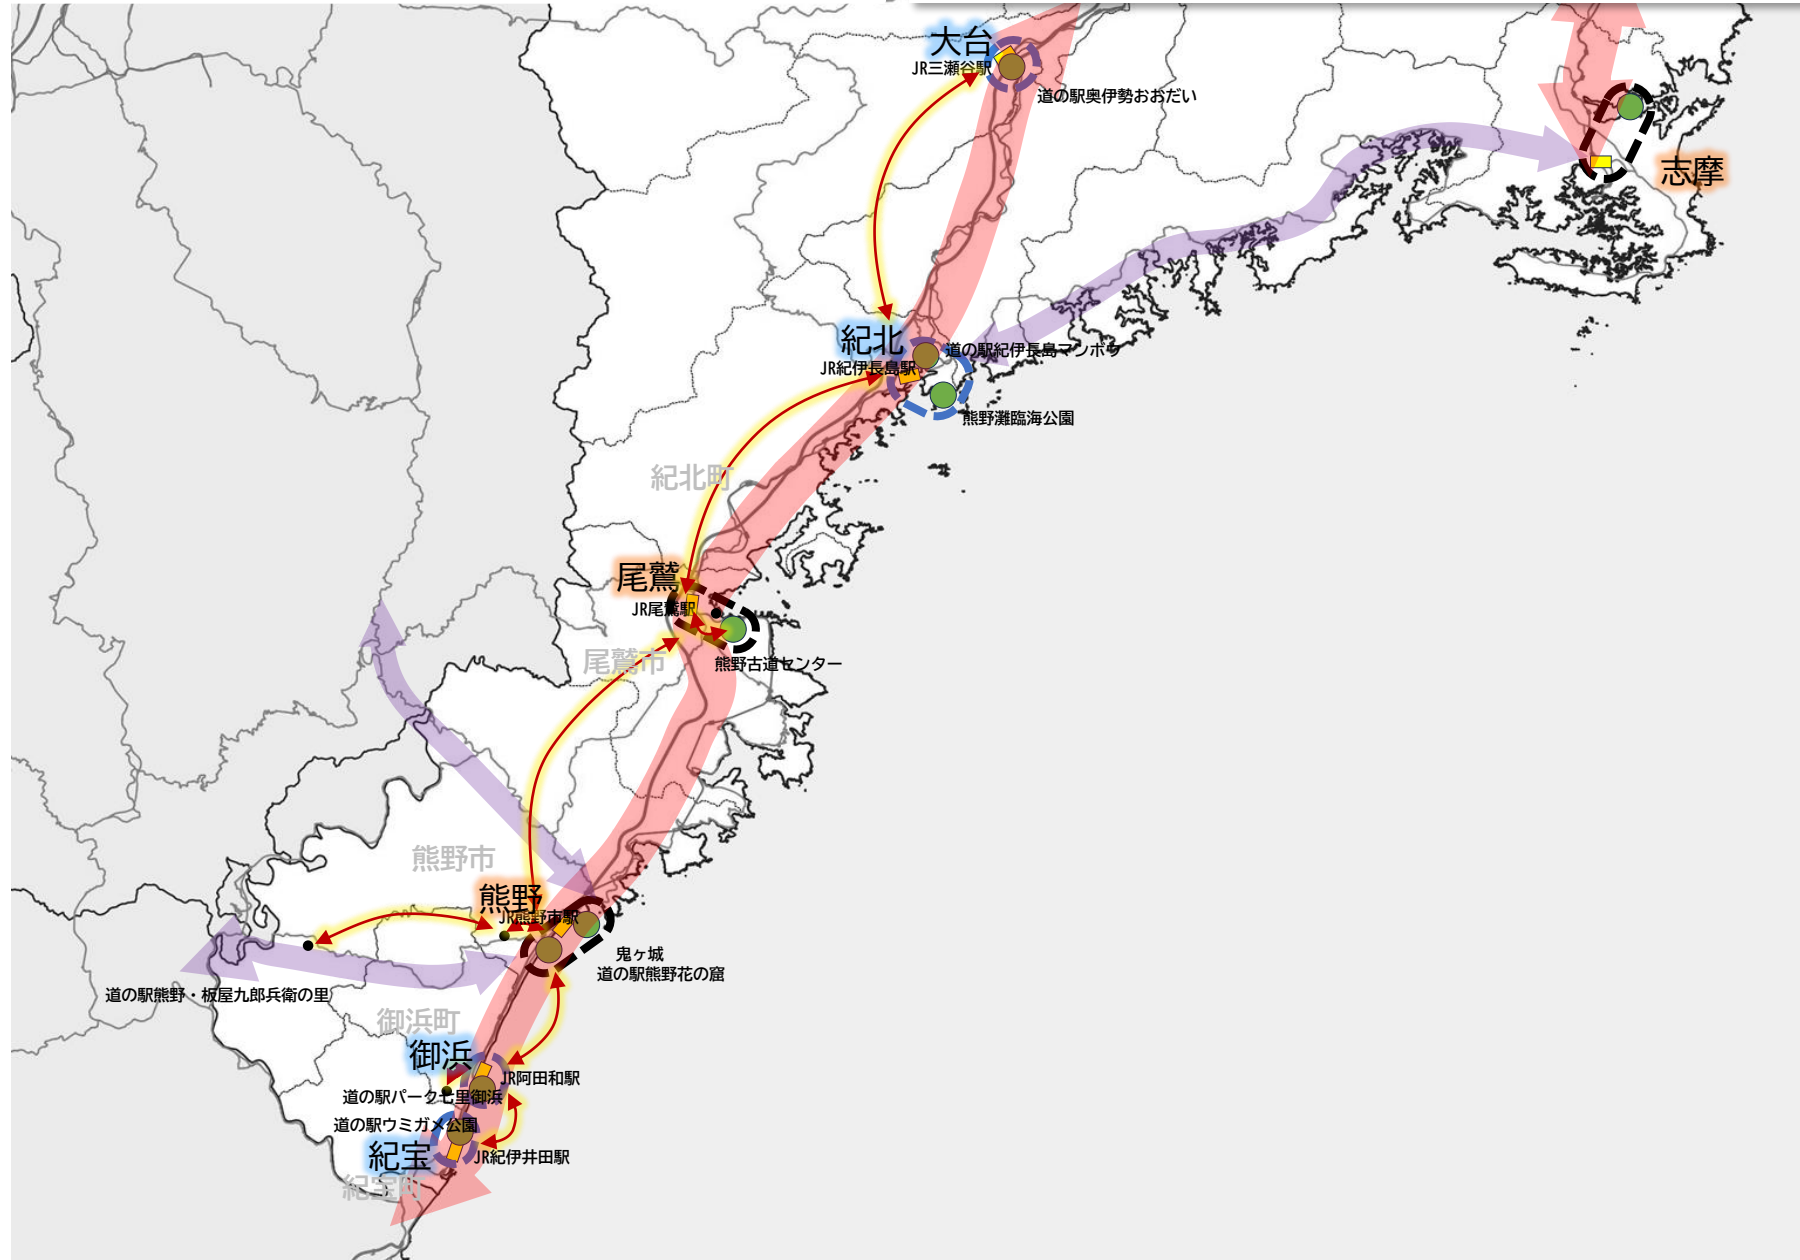 大台
JR三瀬谷駅
道の駅奥伊勢おおだい
志摩
紀北
道の駅紀伊長島マンボウ
JR紀伊長島駅
熊野灘臨海公園
紀北町
尾鷲
JR尾鷲駅
尾鷲市
熊野古道センター
熊野市
熊野
JR熊野市駅
鬼ヶ城
道の駅熊野花の窟
道の駅熊野・板屋九郎兵衛の里
御浜町
御浜
JR阿田和駅
道の駅パーク七里御浜
道の駅ウミガメ公園
紀宝
JR紀伊井田駅
紀宝町